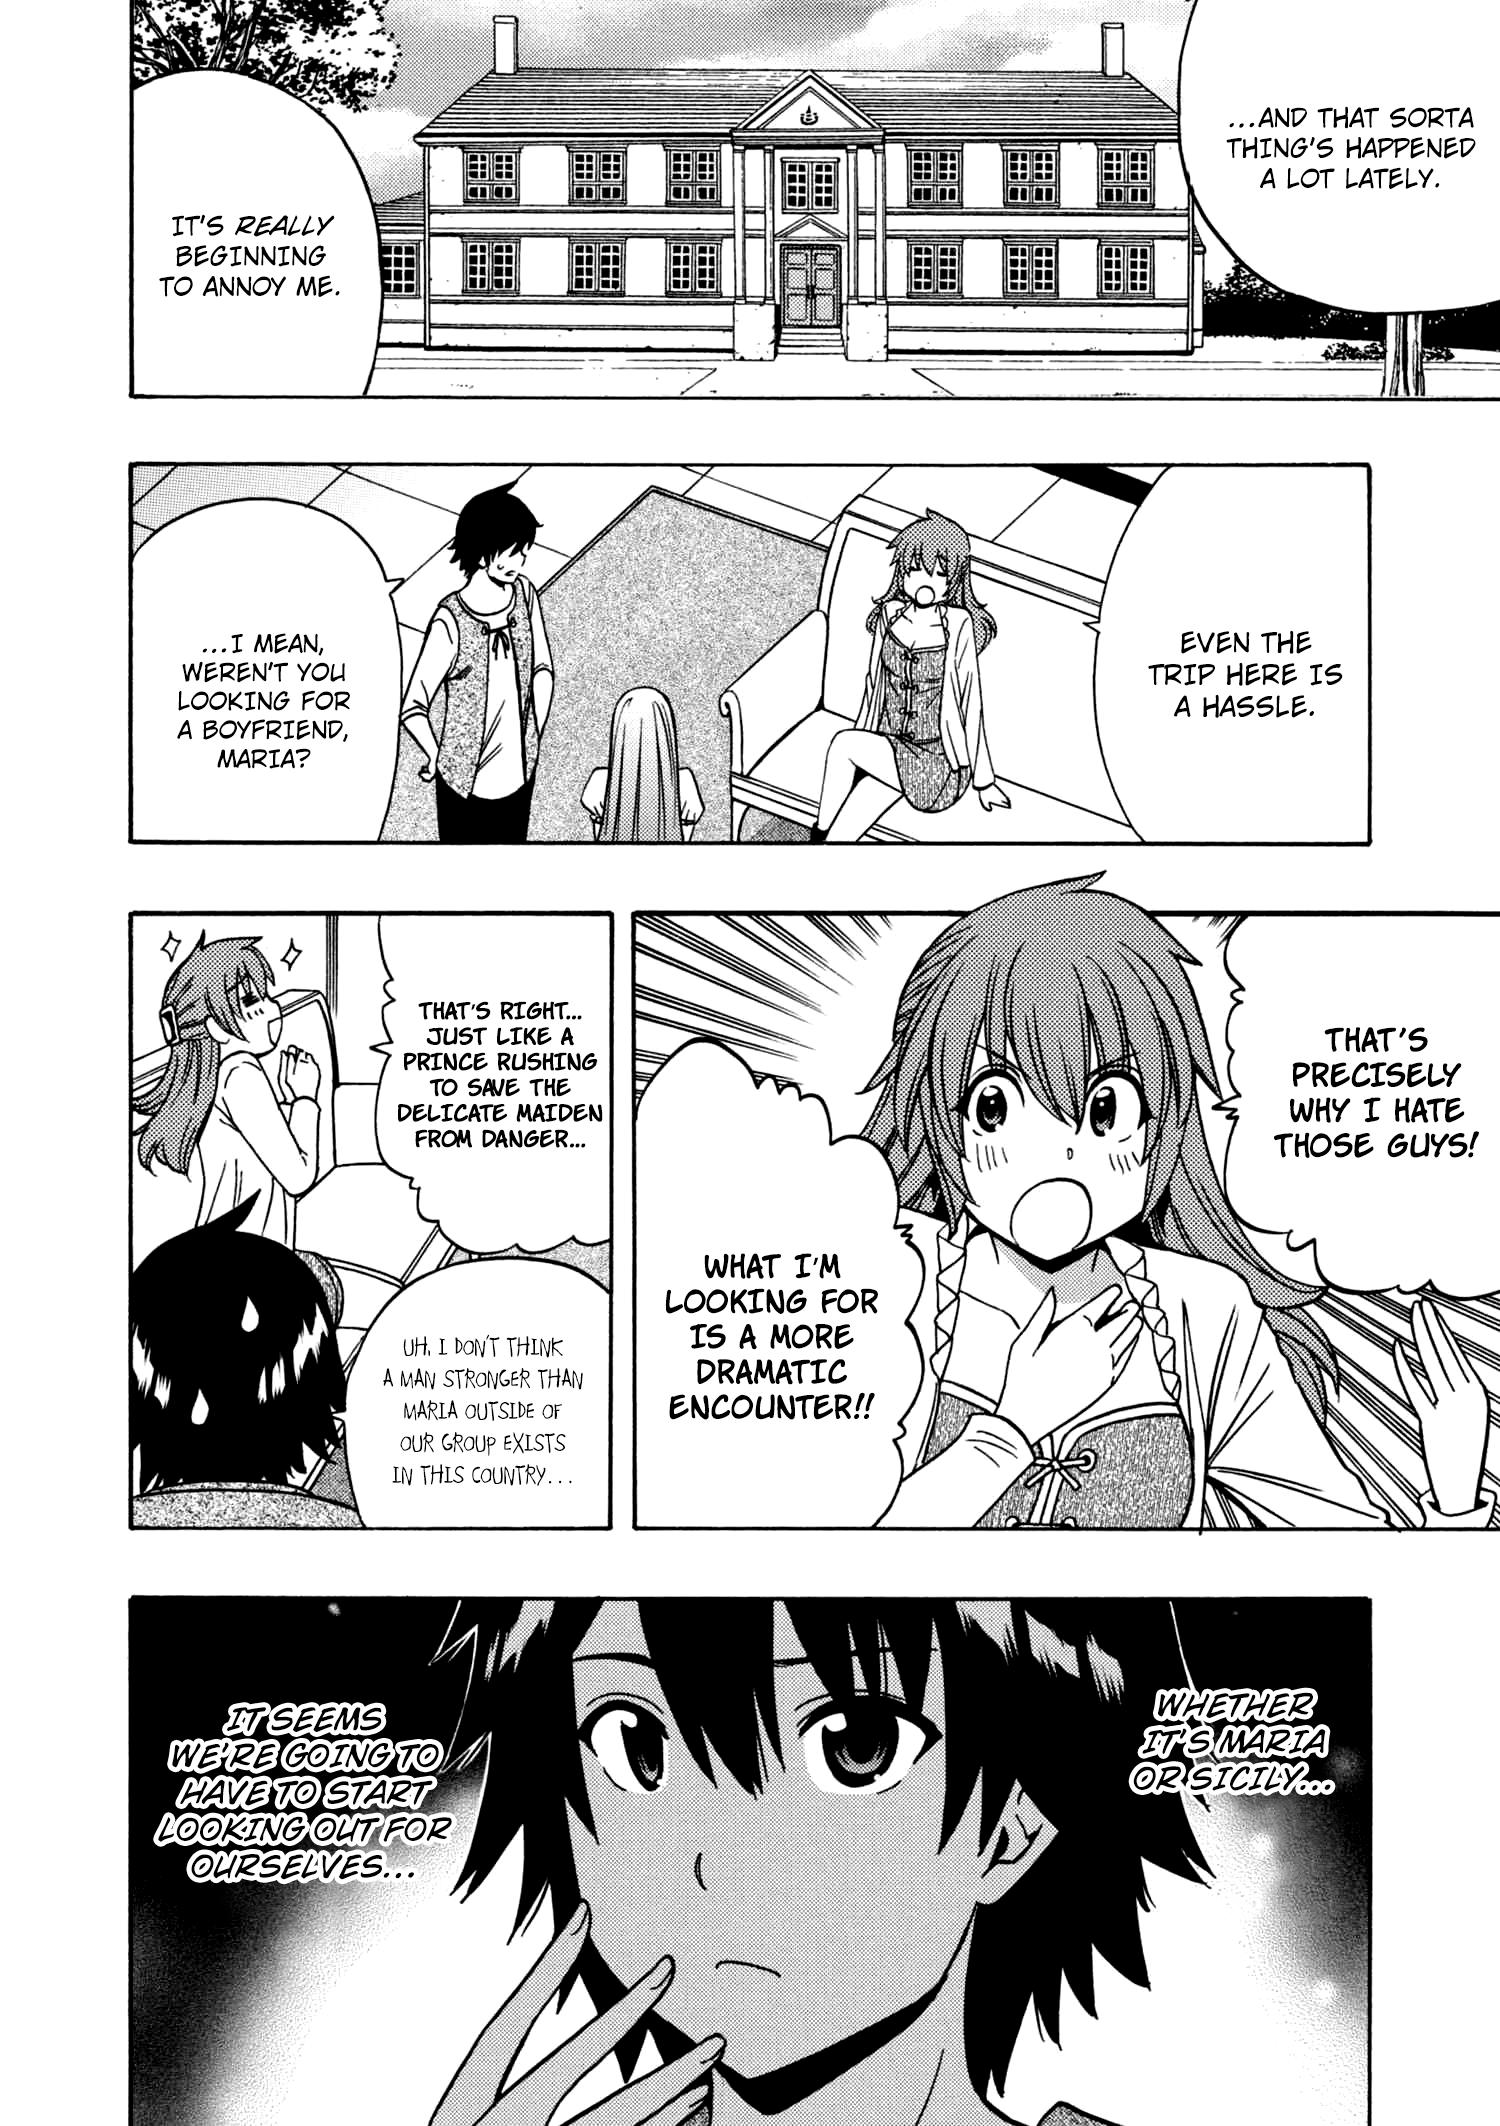 ...AND THAT SORTA
THING'S HAPPENED
A LOT LATELY.
IT'S REALLY
BEGINNING
TO ANNOY ME.
EVEN THE
TRIP HERE IS
A HASSLE.
...I MEAN,
WEREN'T YOU
LOOKING FOR
A BOYFRIEND,
MARIA?
THAT'S
PRECISELY
WHY I HATE
THOSE GUYS!
WHAT I'M
LOOKING FOR
IS A MORE
DRAMATIC
ENCOUNTER!!
THAT'S RIGHT...
JUST LIKE A
PRINCE RUSHING
TO SAVE THE
DELICATE MAIDEN
FROM DANGER...
UH, I DON'T THINK
A MAN STRONGER THAN
MARIA OUTSIDE OF
OUR GROUP EXISTS
IN THIS COUNTRY...
WHETHER
IT'S MARIA
OR SICILY...
IT SEEMS
WE'RE GOING TO
HAVE TO START
LOOKING OUT FOR
OURSELVES...